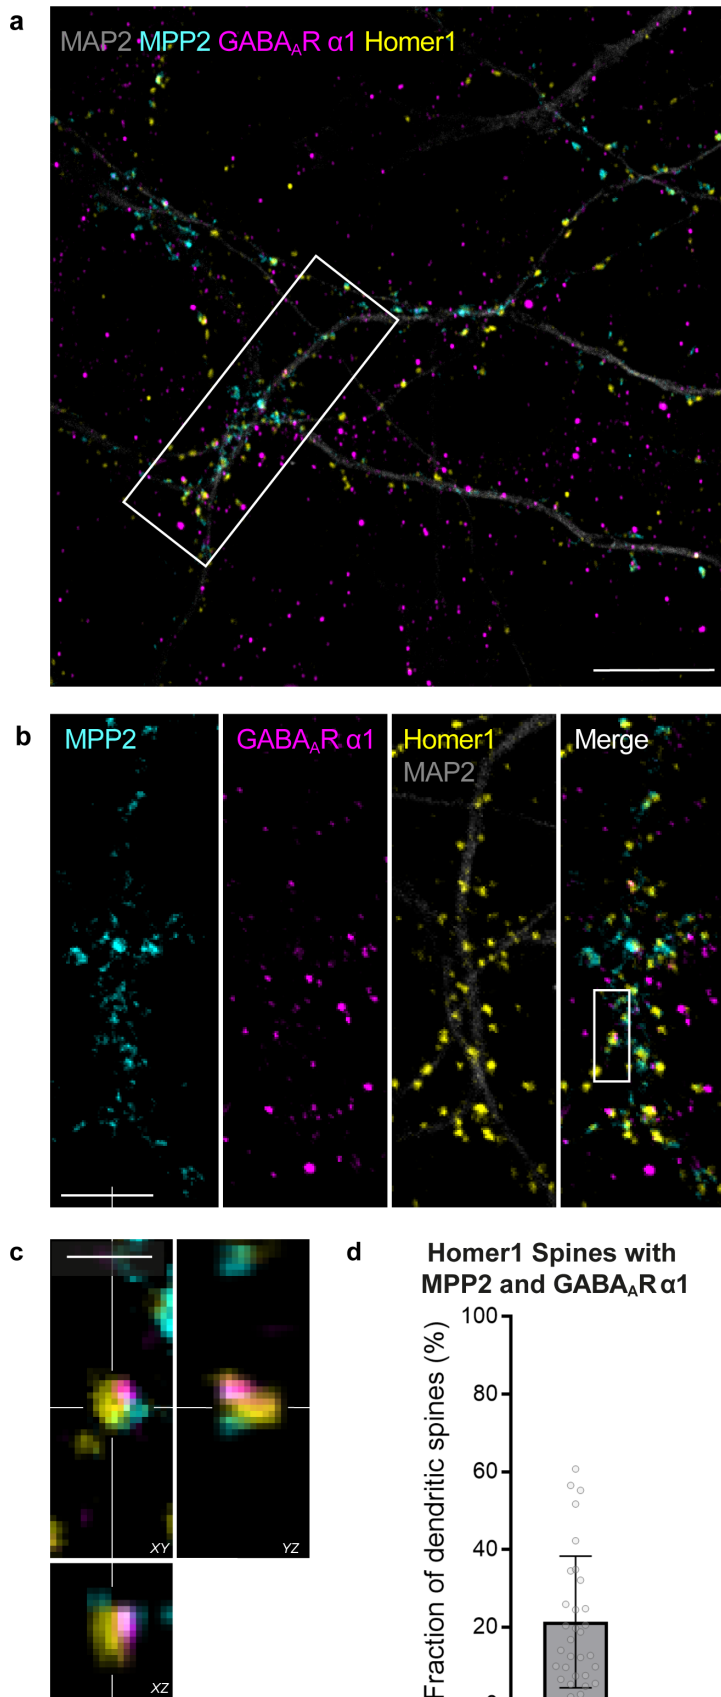 a
MAP2 MPP2 GABAAR α1 Homer1
b
MPP2
GABAAR α1
Homer1
MAP2
Merge
c
XY
YZ
XZ
d
Homer1 Spines with
MPP2 and GABAAR α1
Fraction of dendritic spines (%)
100
80
60
40
20